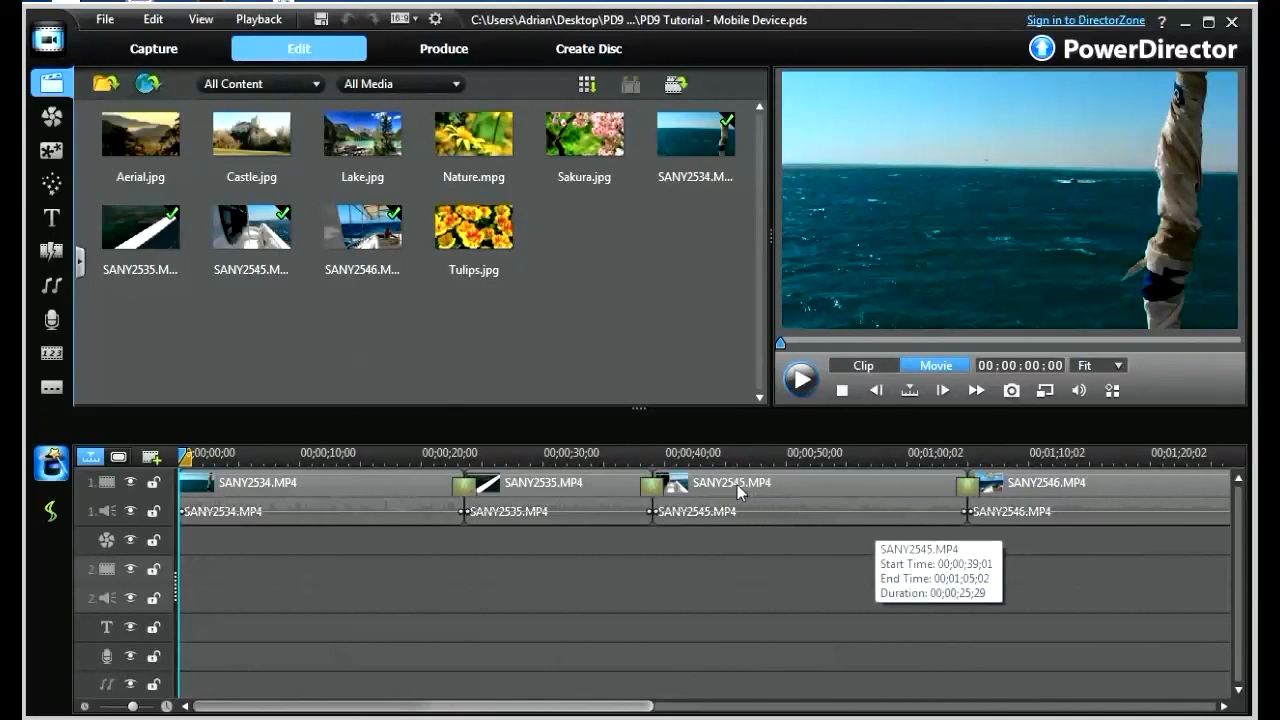 File Edit View Playback 16:9 C:\Users\Adrian\Desktop\PD9 ...\PD9 Tutorial - Mobile Device.pds Sign in to DirectorZone ?
Capture Edit Produce Create Disc PowerDirector
All Content All Media
Aerial.jpg Castle.jpg Lake.jpg Nature.mpg Sakura.jpg SANY2534.M...
SANY2535.M... SANY2545.M... SANY2546.M... Tulips.jpg
T
123
Clip Movie 00:00:00:00 Fit
00;00;00;00 00;00;10;00 00;00;20;00 00;00;30;00 00;00;40;00 00;00;50;00 00;01;00;02 00;01;10;02 00;01;20;02
1. SANY2534.MP4 SANY2535.MP4 SANY2545.MP4 SANY2546.MP4
1. SANY2534.MP4 SANY2535.MP4 SANY2545.MP4 SANY2546.MP4
SANY2545.MP4
Start Time: 00;00;39;01
End Time: 00;01;05;02
Duration: 00;00;25;29
2.
2.
T